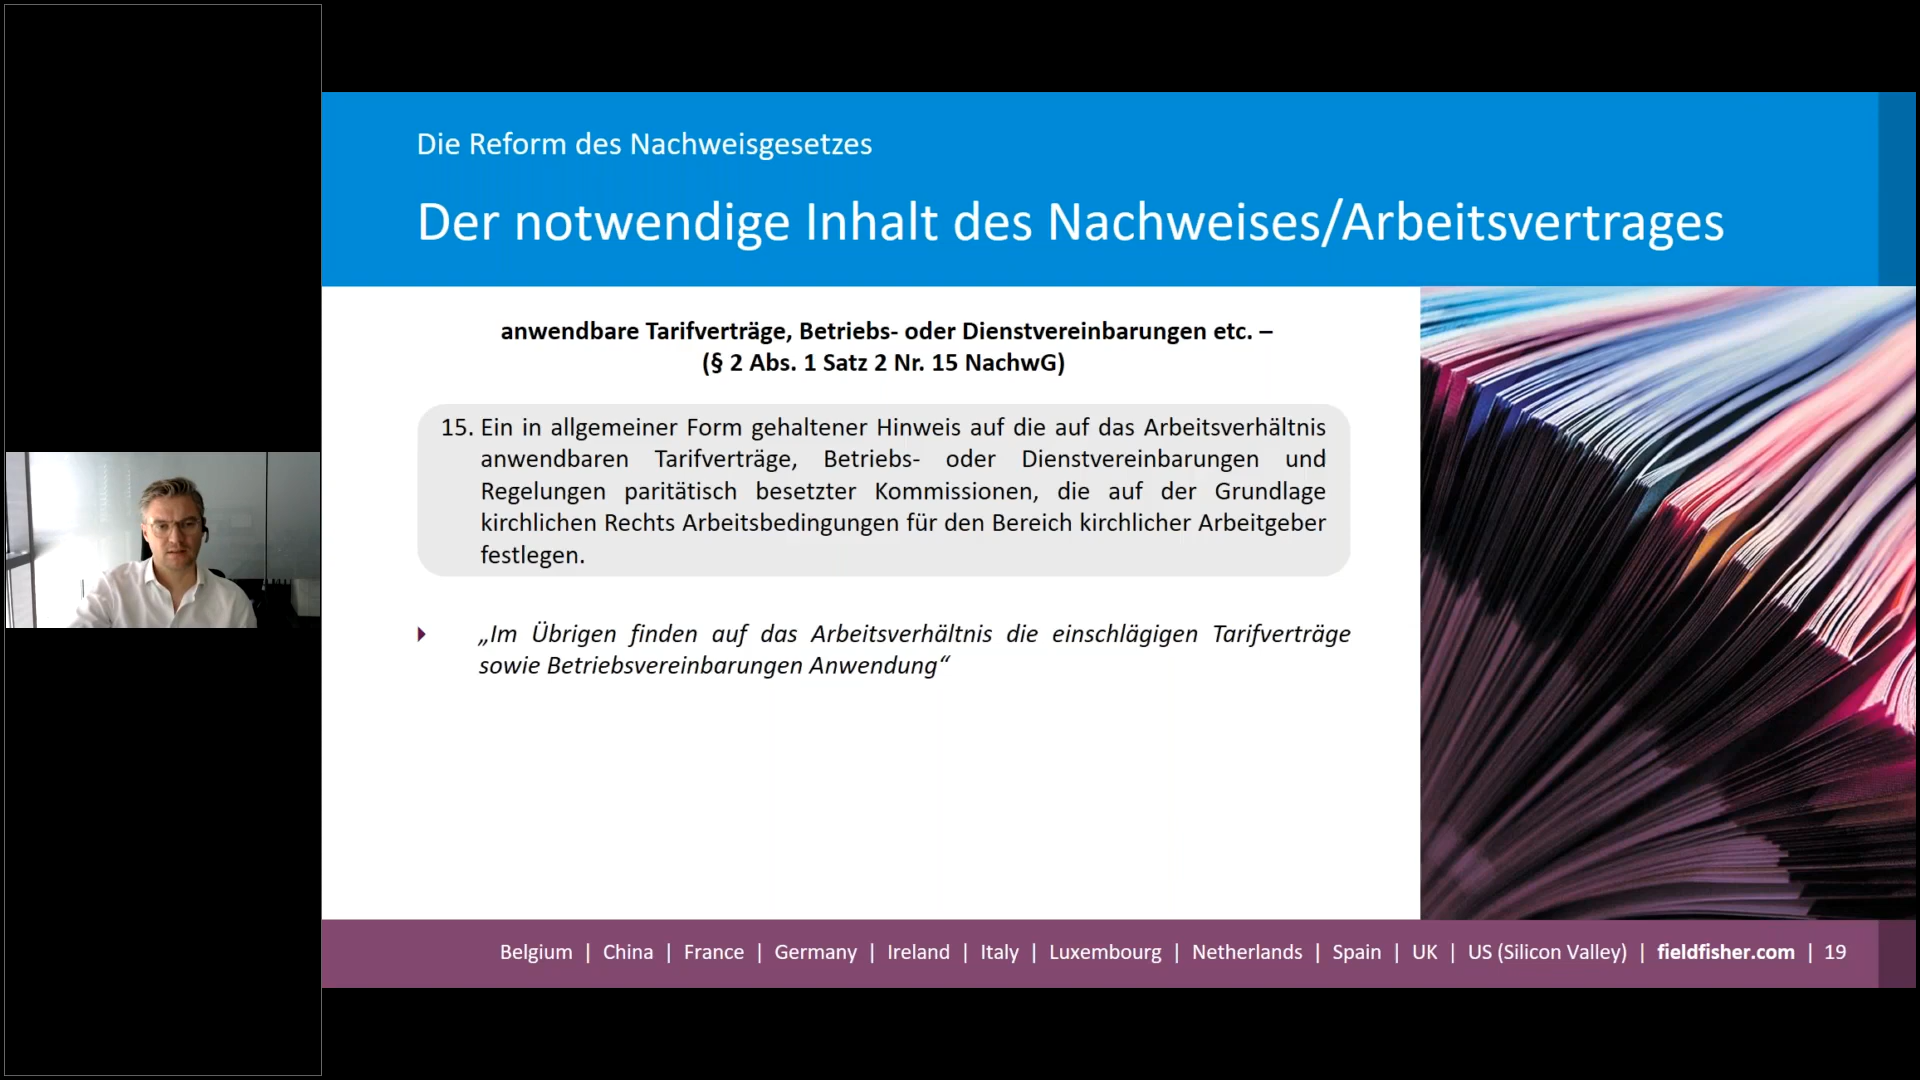 Die Reform des Nachweisgesetzes
Der notwendige Inhalt des Nachweises/Arbeitsvertrages
anwendbare Tarifverträge, Betriebs- oder Dienstvereinbarungen etc. –
(§ 2 Abs. 1 Satz 2 Nr. 15 NachwG)
15. Ein in allgemeiner Form gehaltener Hinweis auf die auf das Arbeitsverhältnis
anwendbaren Tarifverträge, Betriebs- oder Dienstvereinbarungen und
Regelungen paritätisch besetzter Kommissionen, die auf der Grundlage
kirchlichen Rechts Arbeitsbedingungen für den Bereich kirchlicher Arbeitgeber
festlegen.
„Im Übrigen finden auf das Arbeitsverhältnis die einschlägigen Tarifverträge
sowie Betriebsvereinbarungen Anwendung“
Belgium | China | France | Germany | Ireland | Italy | Luxembourg | Netherlands | Spain | UK | US (Silicon Valley) | fieldfisher.com | 19